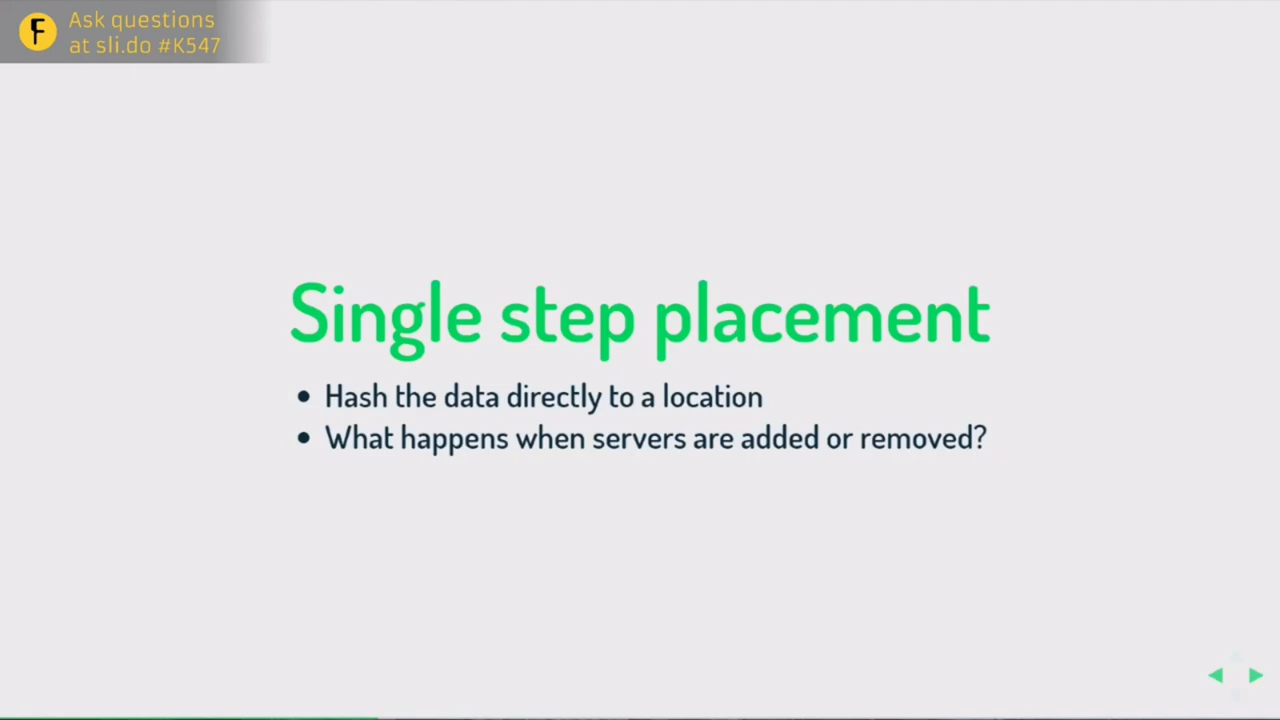 F
Ask questions
at sli.do #K547
Single step placement
• Hash the data directly to a location
• What happens when servers are added or removed?